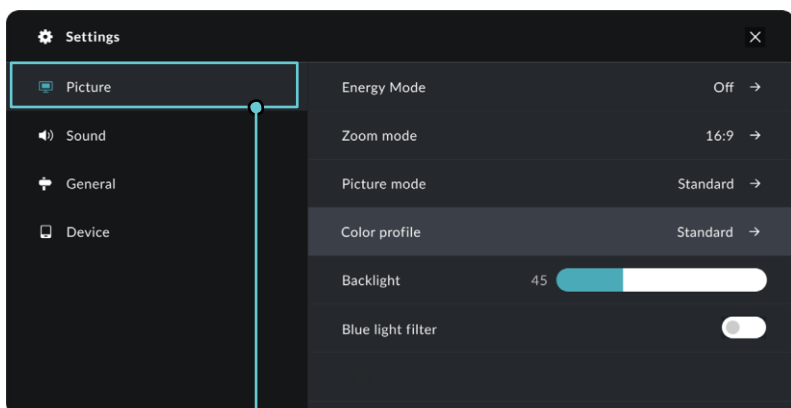 Settings
Picture
Energy Mode Off
Sound
Zoom mode 16:9
General
Picture mode Standard
Device
Color profile Standard
Backlight 45
Blue light filter